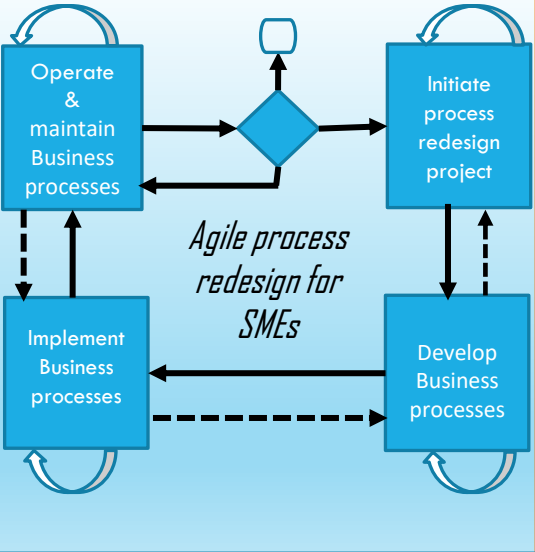 Operate
&
maintain
Business
processes
Initiate
process
redesign
project
Agile process
redesign for
SMEs
Implement
Business
processes
Develop
Business
processes